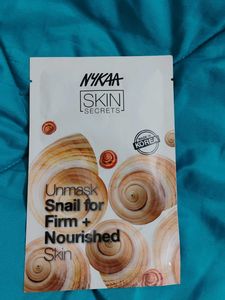 NYKAA
SKIN
SECRETS
KOREA
Unmask
Snail for
Firm +
Nourished
Skin